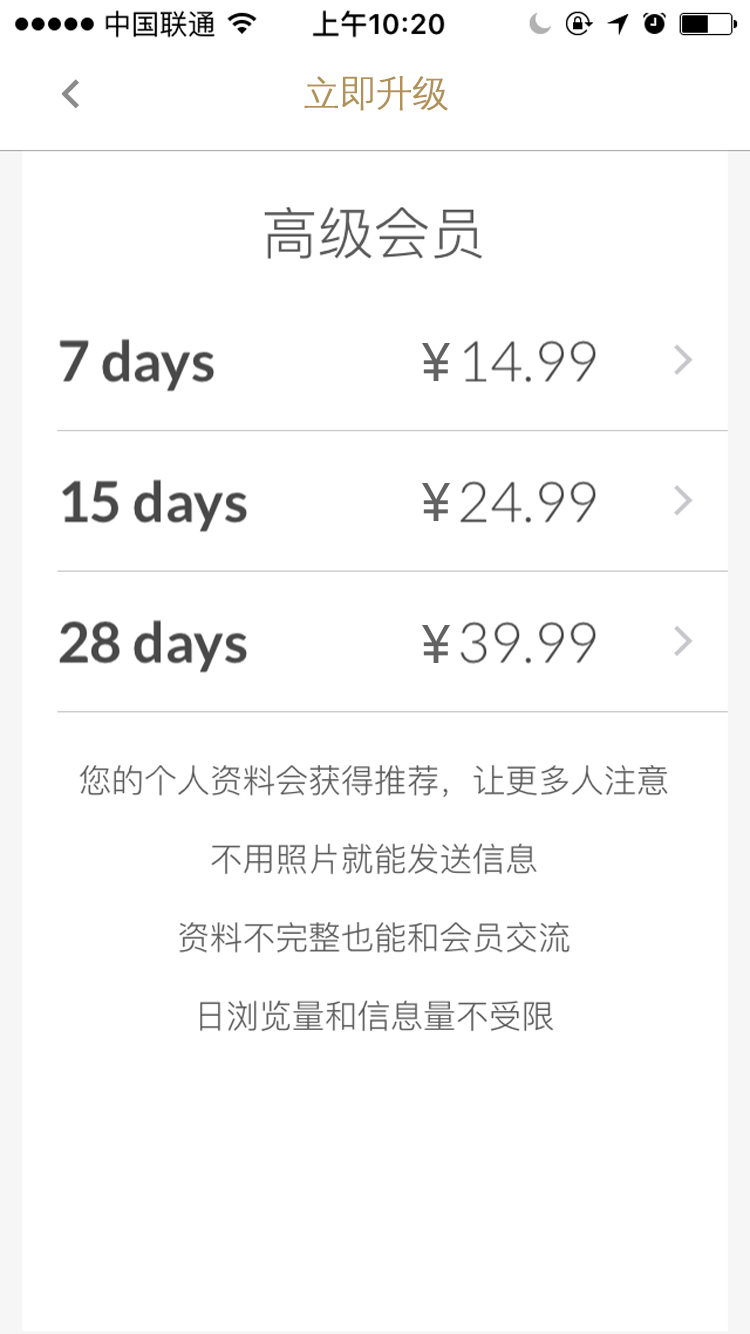 中国联通 上午10:20
立即升级
高级会员
7 days ¥14.99
15 days ¥24.99
28 days ¥39.99
您的个人资料会获得推荐，让更多人注意
不用照片就能发送信息
资料不完整也能和会员交流
日浏览量和信息量不受限